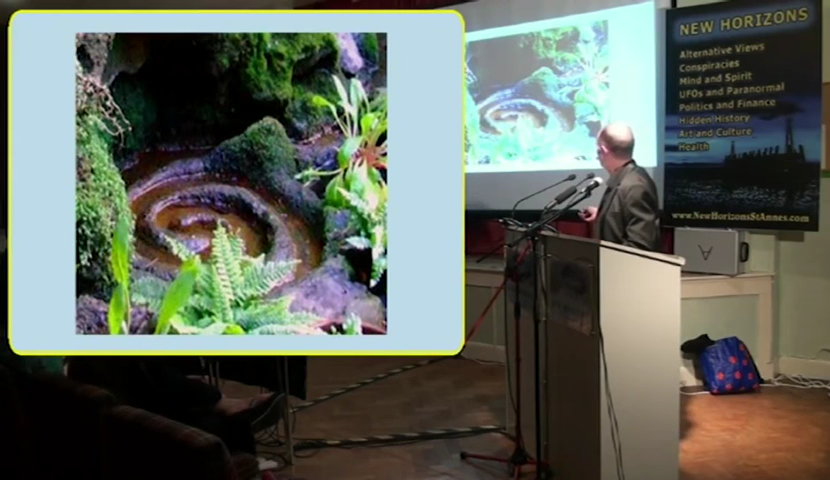 NEW HORIZONS
Alternative Views
Conspiracies
Mind and Spirit
UFOs and Paranormal
Politics and Finance
Hidden History
Art and Culture
Health
www.NewHorizonsStAnnes.com